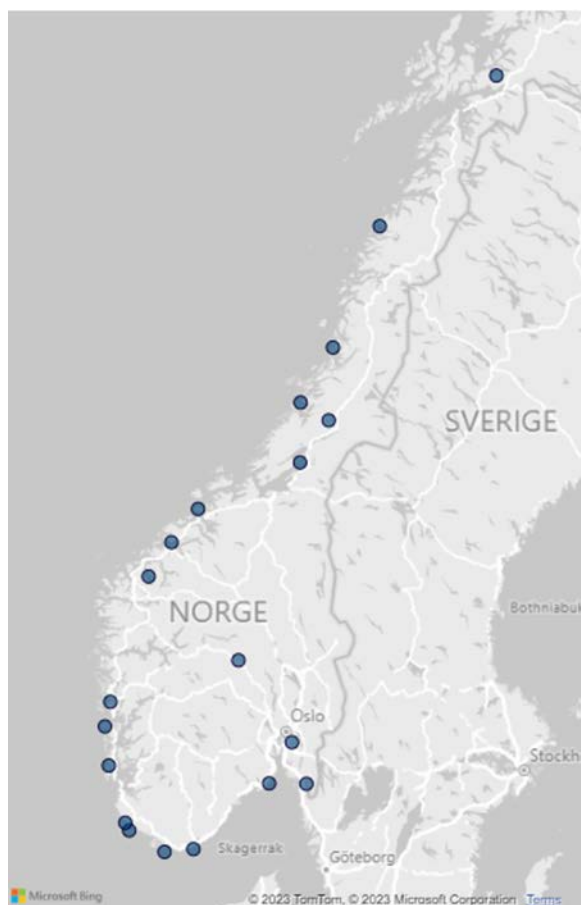 SVERIGE
NORGE
Bothniabuk
Oslo
Stockh
Skagerrak
Göteborg
Microsoft Bing
© 2023 TomTom, © 2023 Microsoft Corporation Terms